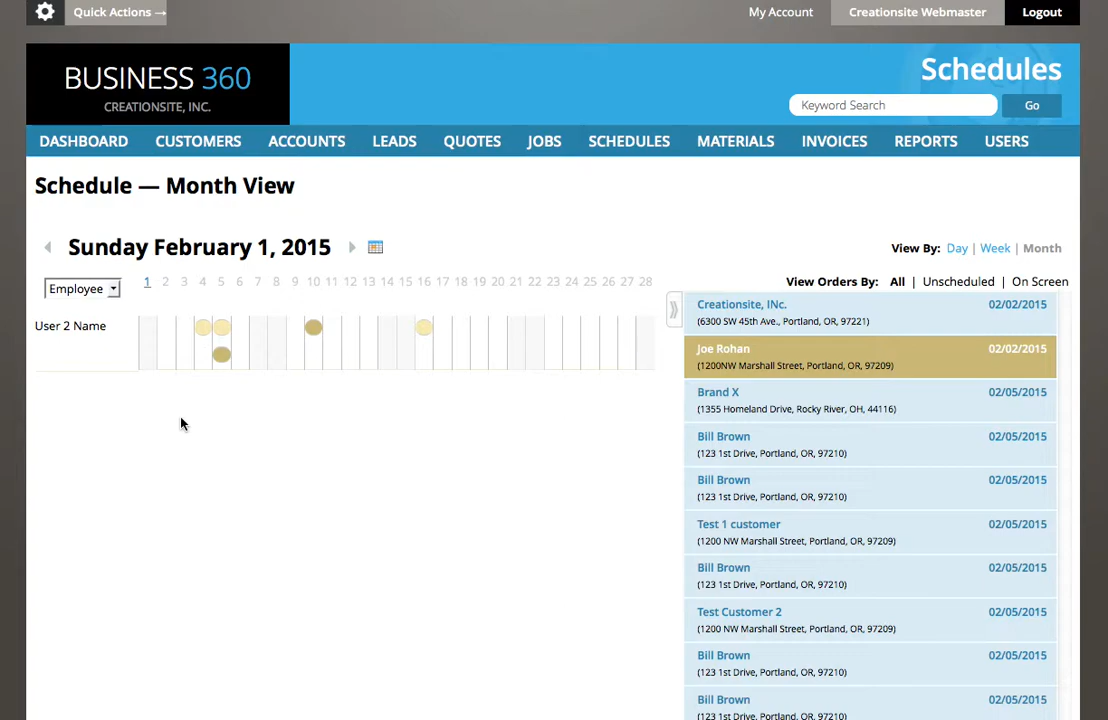 Quick Actions →
My Account
Creationsite Webmaster
Logout
BUSINESS 360
CREATIONSITE, INC.
Schedules
Keyword Search
Go
DASHBOARD CUSTOMERS ACCOUNTS LEADS QUOTES JOBS SCHEDULES MATERIALS INVOICES REPORTS USERS
Schedule — Month View
Sunday February 1, 2015
View By: Day | Week | Month
Employee
1 2 3 4 5 6 7 8 9 10 11 12 13 14 15 16 17 18 19 20 21 22 23 24 25 26 27 28
View Orders By: All | Unscheduled | On Screen
User 2 Name
Creationsite, INc. 02/02/2015
(6300 SW 45th Ave., Portland, OR, 97221)
Joe Rohan 02/02/2015
(1200NW Marshall Street, Portland, OR, 97209)
Brand X 02/05/2015
(1355 Homeland Drive, Rocky River, OH, 44116)
Bill Brown 02/05/2015
(123 1st Drive, Portland, OR, 97210)
Bill Brown 02/05/2015
(123 1st Drive, Portland, OR, 97210)
Test 1 customer 02/05/2015
(1200 NW Marshall Street, Portland, OR, 97209)
Bill Brown 02/05/2015
(123 1st Drive, Portland, OR, 97210)
Test Customer 2 02/05/2015
(1200 NW Marshall Street, Portland, OR, 97209)
Bill Brown 02/05/2015
(123 1st Drive, Portland, OR, 97210)
Bill Brown 02/05/2015
(123 1st Drive, Portland, OR, 97210)